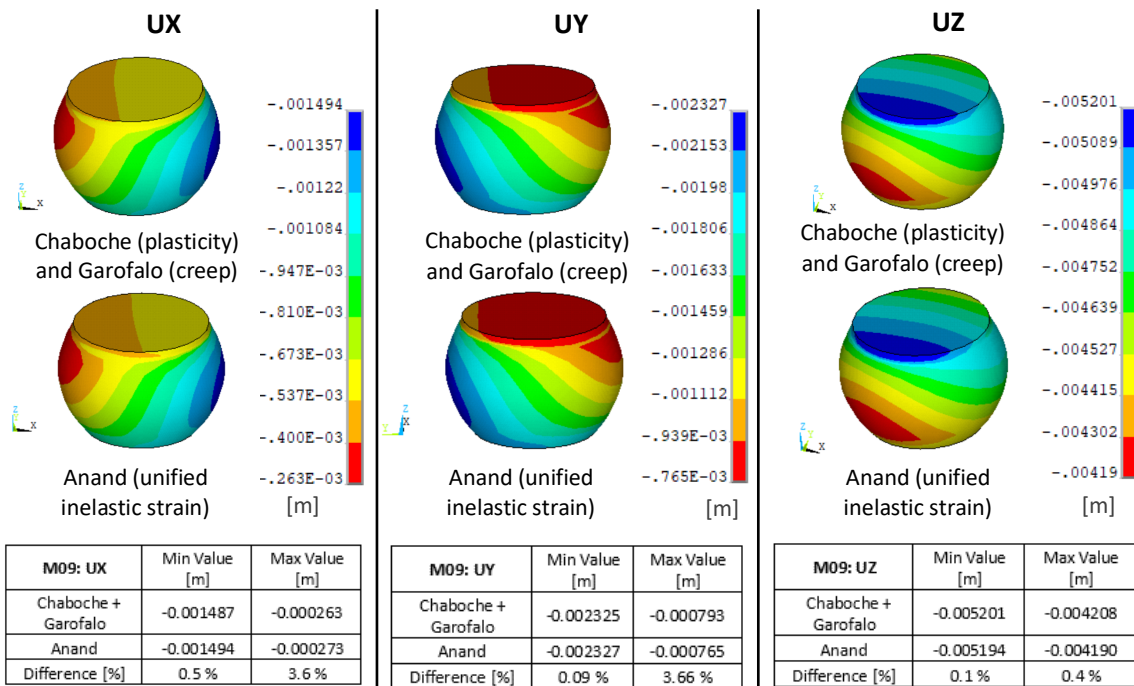 UX
-.001494
-.001357
-.00122
-.001084
-.947E-03
-.810E-03
-.673E-03
-.537E-03
-.400E-03
-.263E-03
[m]
Z
Y
X
Chaboche (plasticity)
and Garofalo (creep)
Z
Y
X
Anand (unified
inelastic strain)
M09: UX Min Value [m] Max Value [m]
Chaboche + Garofalo -0.001487 -0.000263
Anand -0.001494 -0.000273
Difference [%] 0.5 % 3.6 %
UY
-.002327
-.002153
-.00198
-.001806
-.001633
-.001459
-.001286
-.001112
-.939E-03
-.765E-03
[m]
Chaboche (plasticity)
and Garofalo (creep)
Z
Y
X
Anand (unified
inelastic strain)
M09: UY Min Value [m] Max Value [m]
Chaboche + Garofalo -0.002325 -0.000793
Anand -0.002327 -0.000765
Difference [%] 0.09 % 3.66 %
UZ
-.005201
-.005089
-.004976
-.004864
-.004752
-.004639
-.004527
-.004415
-.004302
-.00419
[m]
Z
Y
X
Chaboche (plasticity)
and Garofalo (creep)
Z
Y
X
Anand (unified
inelastic strain)
M09: UZ Min Value [m] Max Value [m]
Chaboche + Garofalo -0.005201 -0.004208
Anand -0.005194 -0.004190
Difference [%] 0.1 % 0.4 %